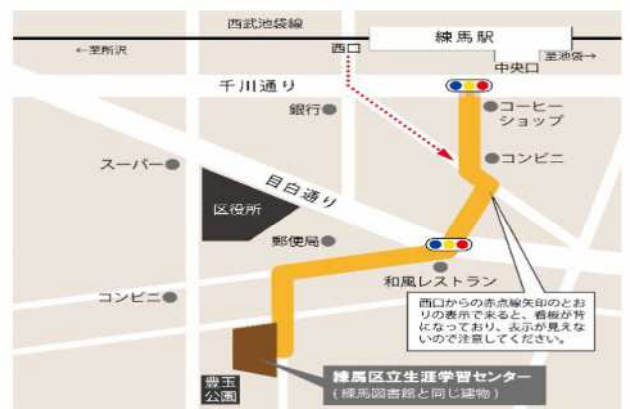 西武池袋線
練馬駅
←至所沢
西口
中央口
至池袋→
千川通り
銀行
コーヒー
ショップ
コンビニ
スーパー
目白通り
区役所
郵便局
和風レストラン
コンビニ
西口からの赤点線矢印のとお
りの表示で来ると、看板が背
になっており、表示が見えな
いので注意してください。
練馬区立生涯学習センター
(練馬図書館と同じ建物)
豊玉
公園